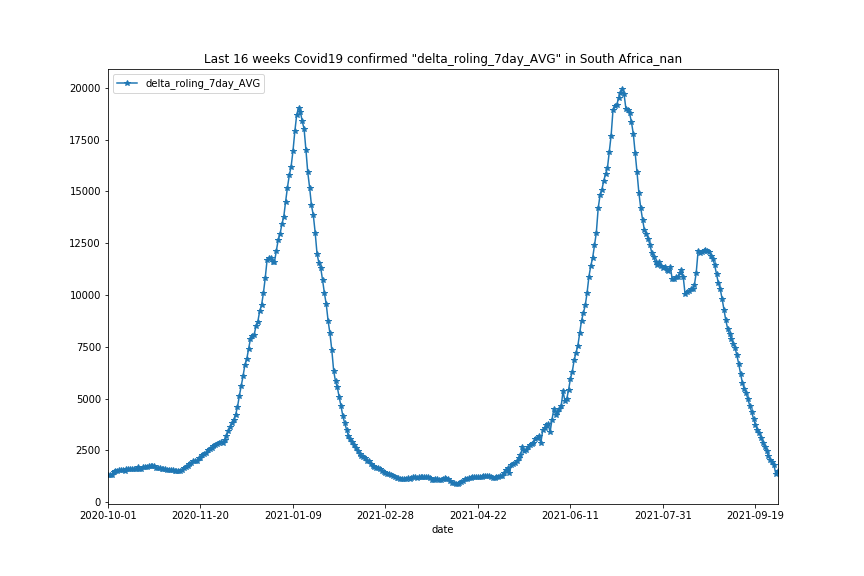 Last 16 weeks Covid19 confirmed "delta_roling_7day_AVG" in South Africa_nan
delta_roling_7day_AVG
20000
17500
15000
12500
10000
7500
5000
2500
0
2020-10-01 2020-11-20 2021-01-09 2021-02-28 2021-04-22 2021-06-11 2021-07-31 2021-09-19
date